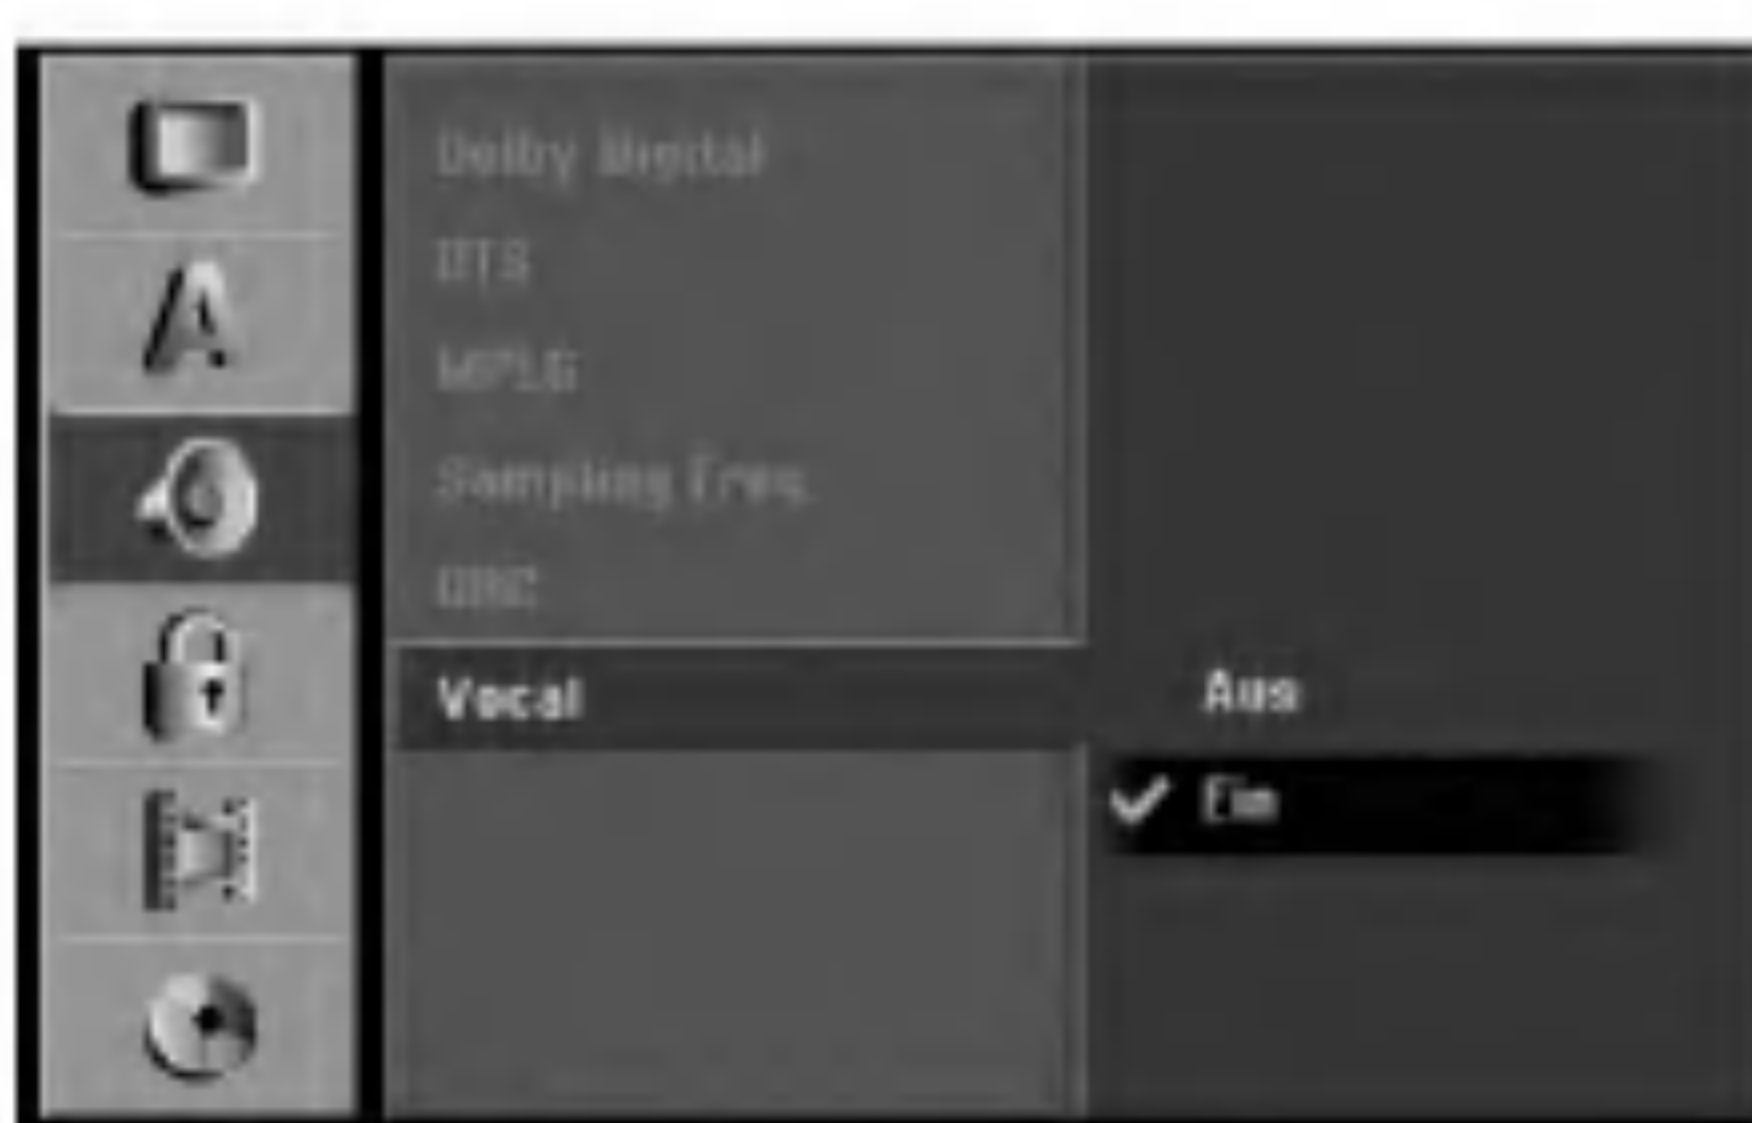 Dolby Digital
DTS
MPEG
Sampling Freq.
DRC
Vocal
Aus
Ein